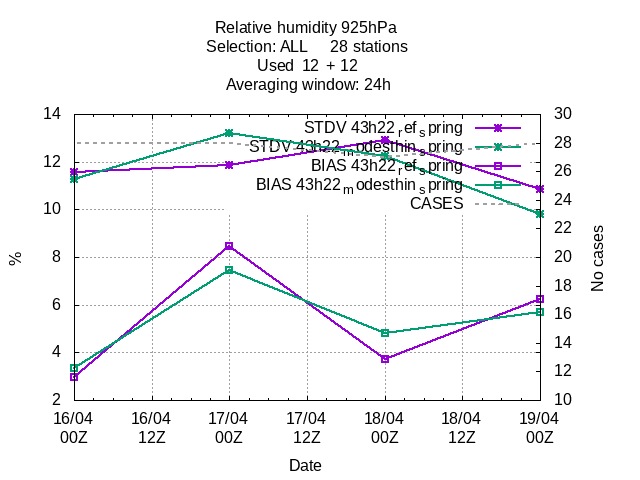 Relative humidity 925hPa
Selection: ALL     28 stations
Used  12  + 12
Averaging window: 24h
14
12
10
8
6
4
2
30
28
26
24
22
20
18
16
14
12
10
%
No cases
STDV 43h22_ref_spring
STDV 43h22_modesthin_spring
BIAS 43h22_ref_spring
BIAS 43h22_modesthin_spring
CASES
16/04 16/04 17/04 17/04 18/04 18/04 19/04
00Z 12Z 00Z 12Z 00Z 12Z 00Z
Date